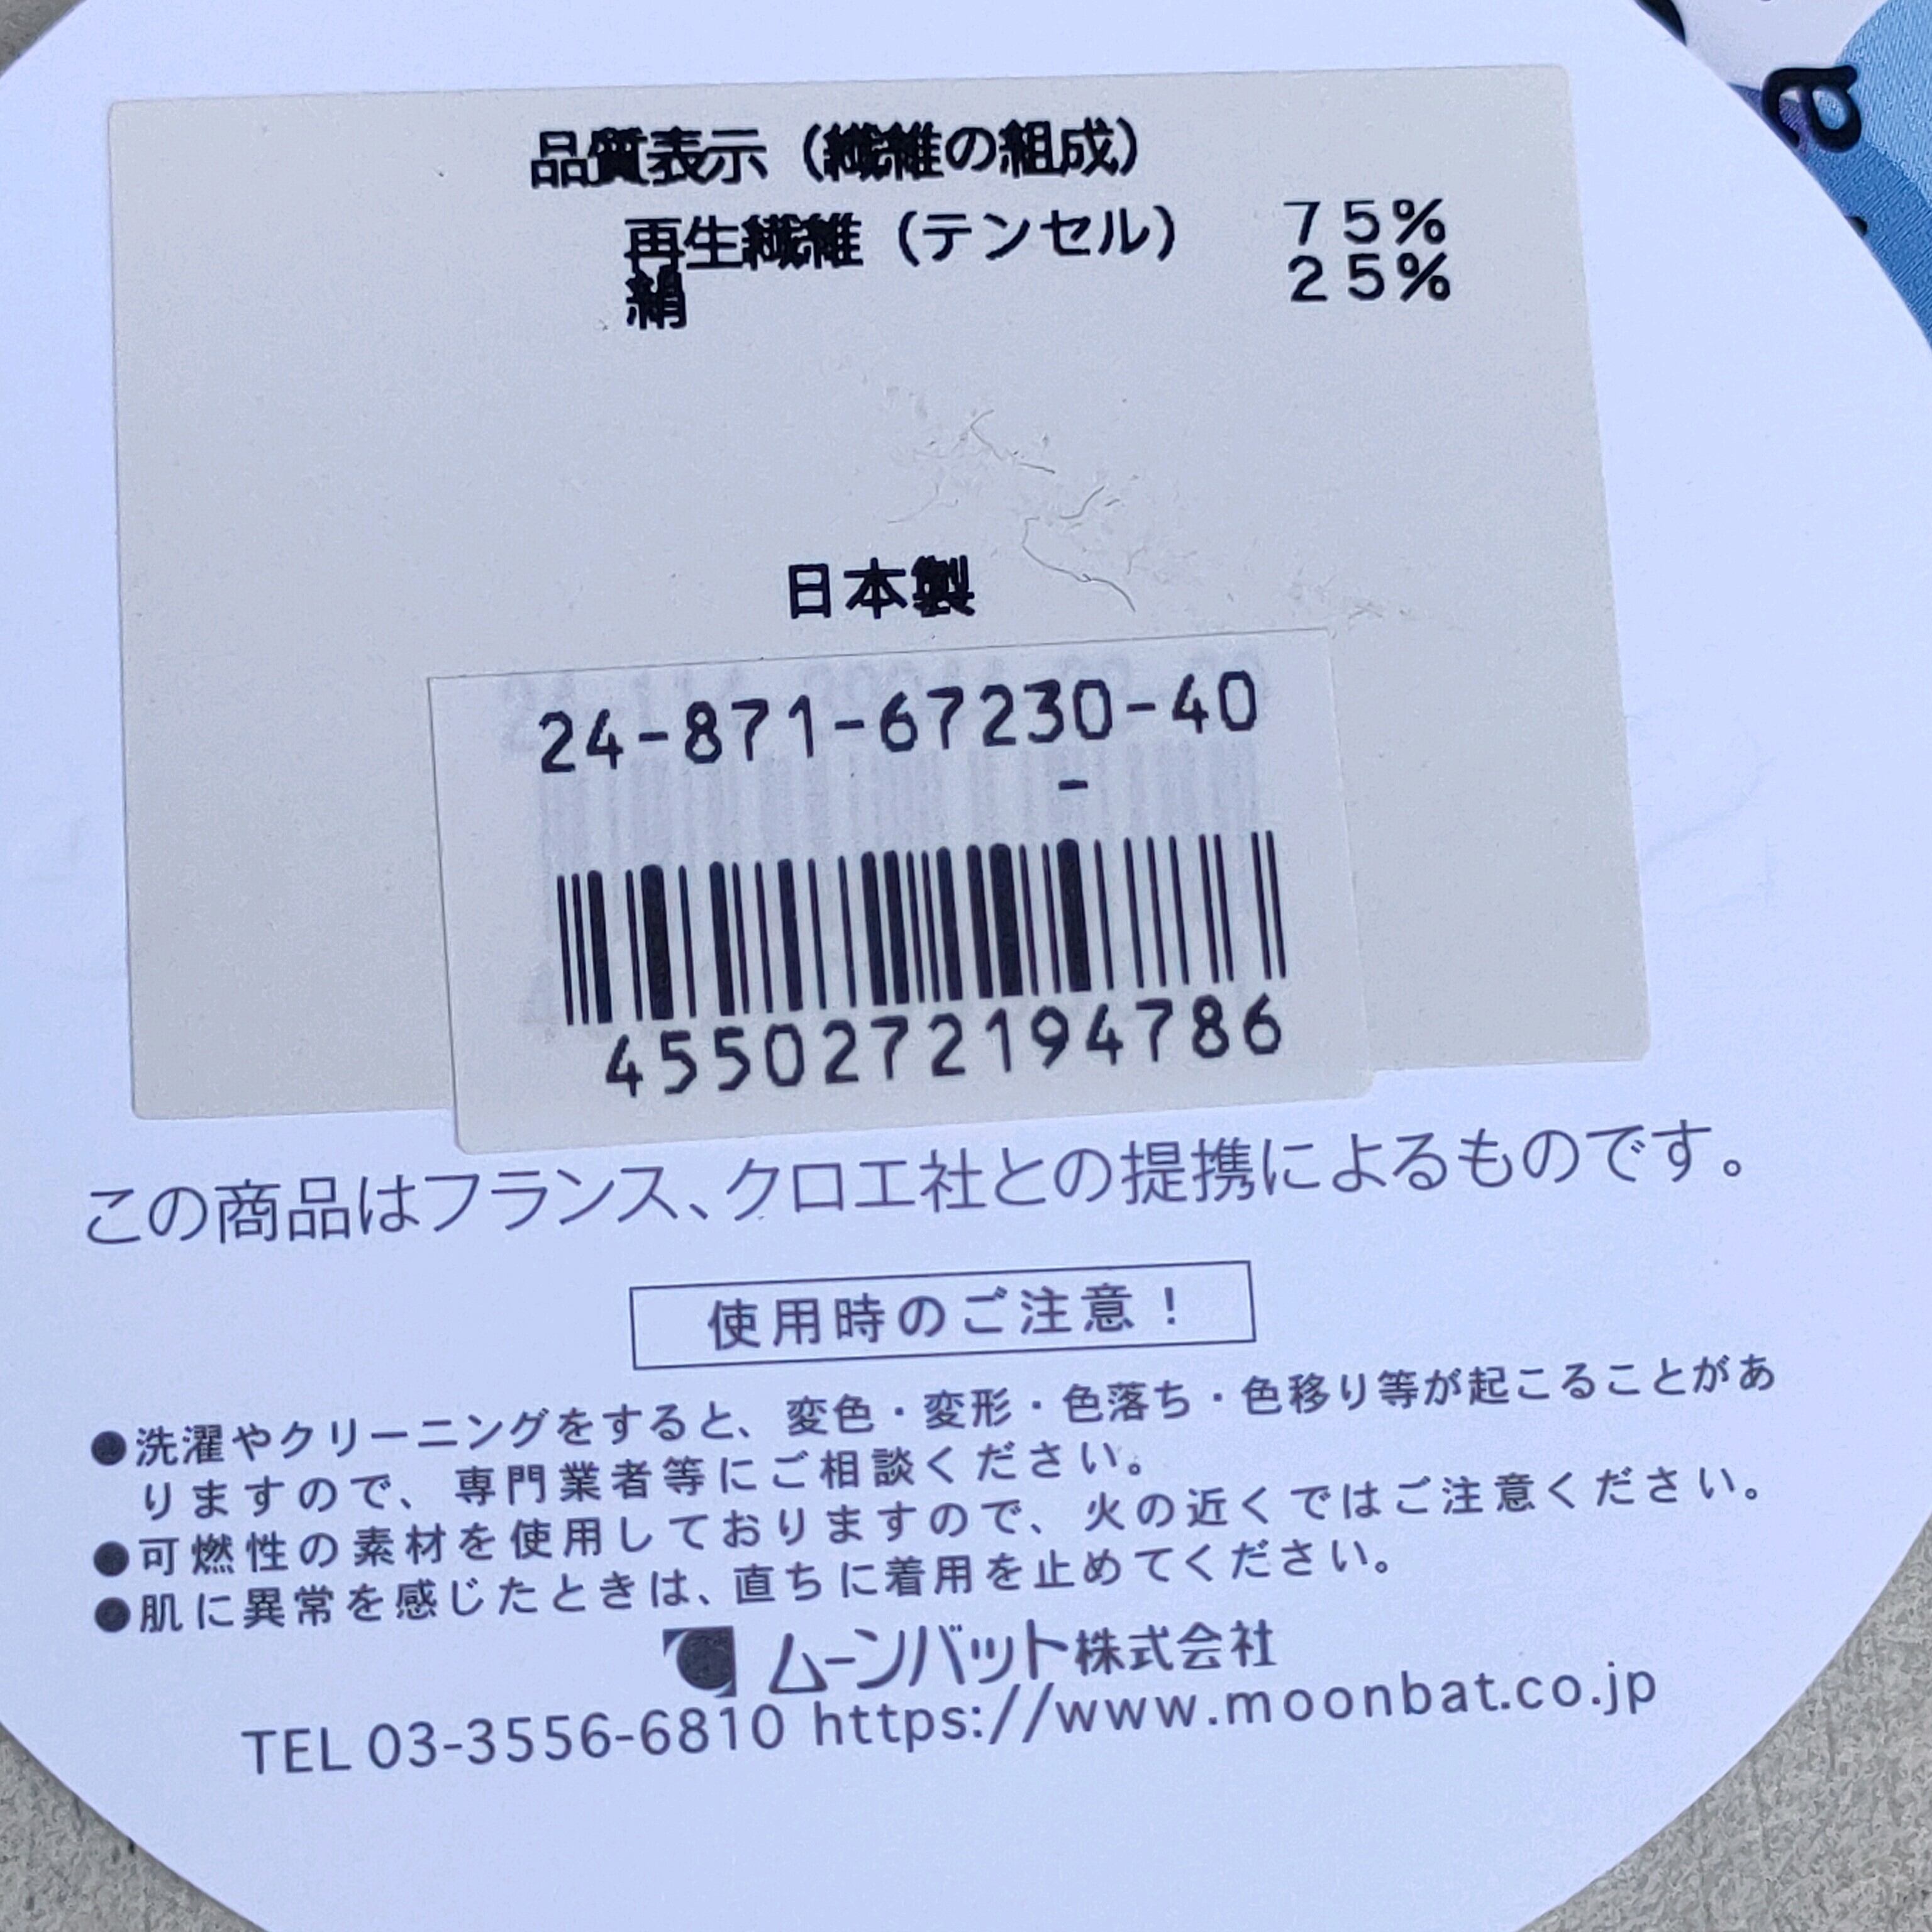 品質表示（繊維の組成）
再生繊維（テンセル） 75%
絹 25%
日本製
24-871-67230-40
-
4550272194786
この商品はフランス、クロエ社との提携によるものです。
使用時のご注意！
●洗濯やクリーニングをすると、変色・変形・色落ち・色移り等が起こることがあ
りますので、専門業者等にご相談ください。
●可燃性の素材を使用しておりますので、火の近くではご注意ください。
●肌に異常を感じたときは、直ちに着用を止めてください。
ムーンバット株式会社
TEL 03-3556-6810 https://www.moonbat.co.jp
a